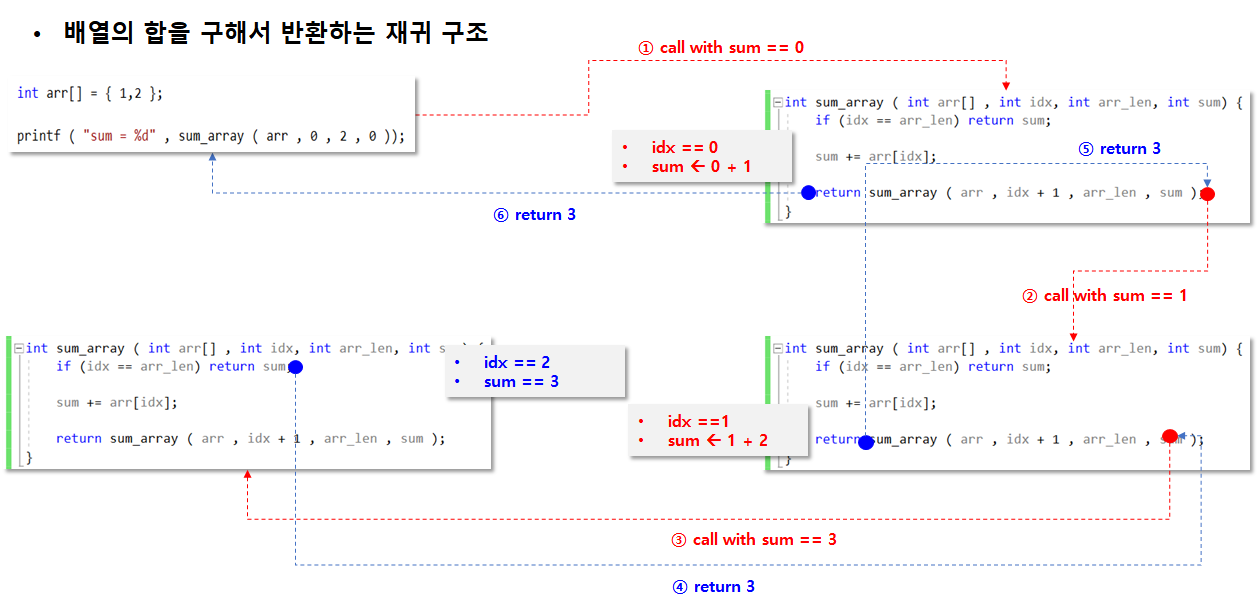 • 배열의 합을 구해서 반환하는 재귀 구조
① call with sum == 0
int arr[] = { 1,2 };
printf ( "sum = %d" , sum_array ( arr , 0 , 2 , 0 ));
int sum_array ( int arr[] , int idx, int arr_len, int sum) {
if (idx == arr_len) return sum;
• idx == 0
• sum ← 0 + 1
sum += arr[idx];
⑤ return 3
return sum_array ( arr , idx + 1 , arr_len , sum );
}
⑥ return 3
② call with sum == 1
int sum_array ( int arr[] , int idx, int arr_len, int s
if (idx == arr_len) return sum;
• idx == 2
• sum == 3
sum += arr[idx];
return sum_array ( arr , idx + 1 , arr_len , sum );
}
int sum_array ( int arr[] , int idx, int arr_len, int sum) {
if (idx == arr_len) return sum;
sum += arr[idx];
• idx ==1
• sum ← 1 + 2
return sum_array ( arr , idx + 1 , arr_len , sum );
}
③ call with sum == 3
④ return 3